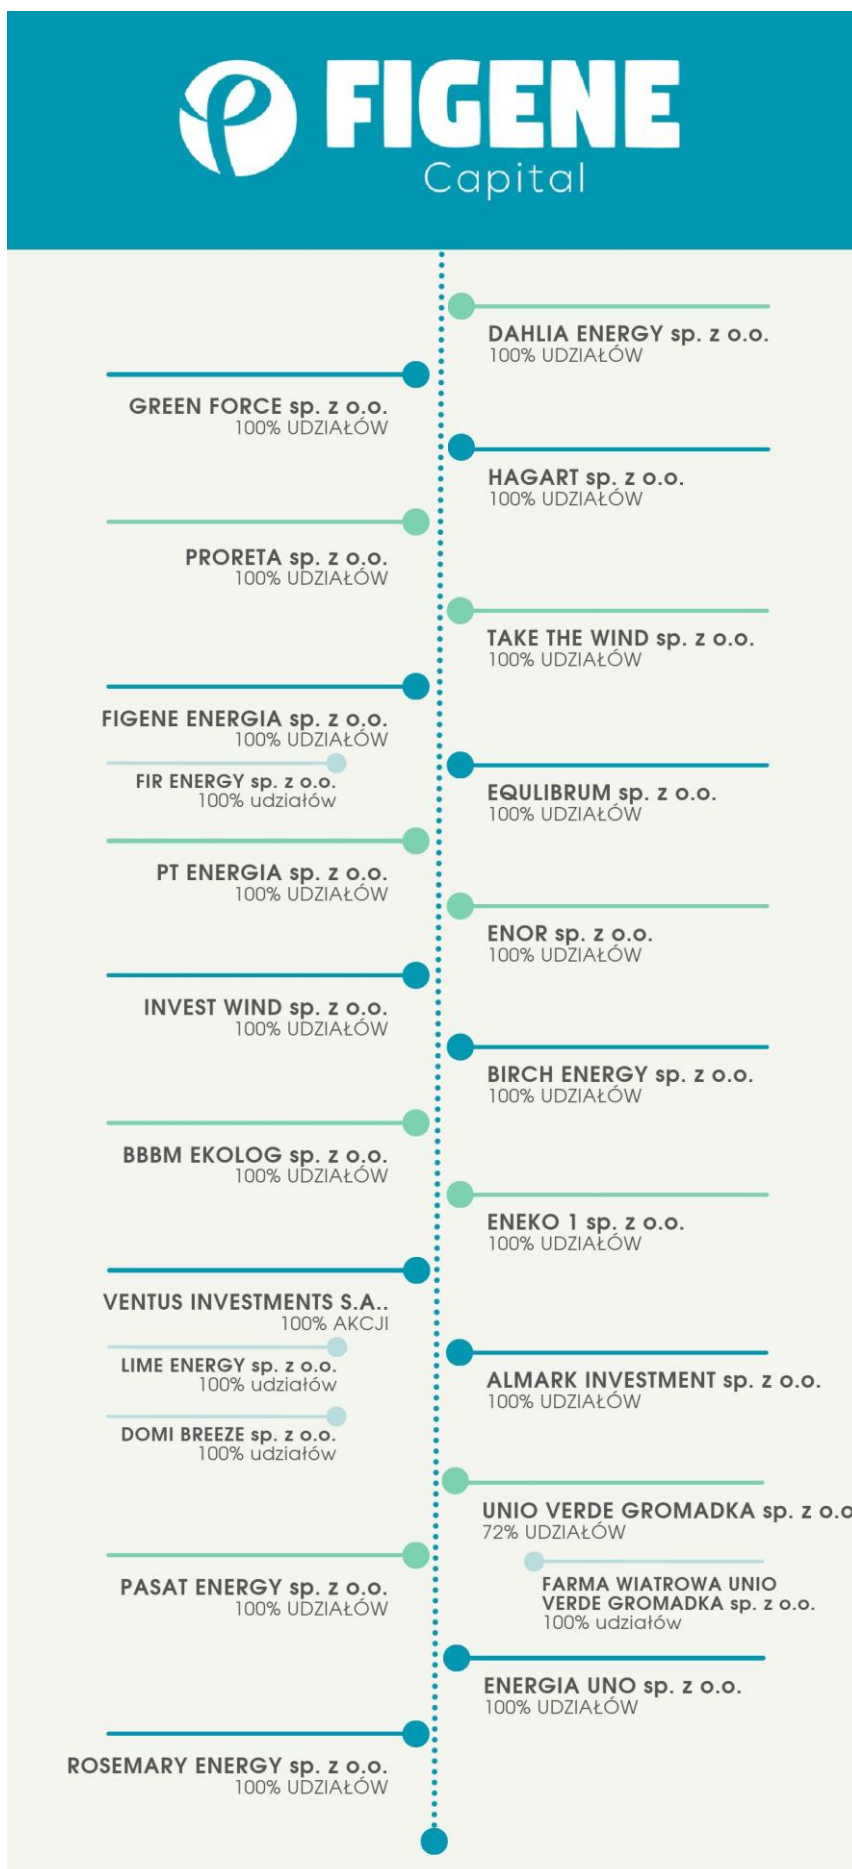 FIGENE
Capital
DAHLIA ENERGY sp. z o.o.
100% UDZIAŁÓW
GREEN FORCE sp. z o.o.
100% UDZIAŁÓW
HAGART sp. z o.o.
100% UDZIAŁÓW
PRORETA sp. z o.o.
100% UDZIAŁÓW
TAKE THE WIND sp. z o.o.
100% UDZIAŁÓW
FIGENE ENERGIA sp. z o.o.
100% UDZIAŁÓW
FIR ENERGY sp. z o.o.
100% udziałów
EQULIBRUM sp. z o.o.
100% UDZIAŁÓW
PT ENERGIA sp. z o.o.
100% UDZIAŁÓW
ENOR sp. z o.o.
100% UDZIAŁÓW
INVEST WIND sp. z o.o.
100% UDZIAŁÓW
BIRCH ENERGY sp. z o.o.
100% UDZIAŁÓW
BBBM EKOLOG sp. z o.o.
100% UDZIAŁÓW
ENEKO 1 sp. z o.o.
100% UDZIAŁÓW
VENTUS INVESTMENTS S.A..
100% AKCJI
LIME ENERGY sp. z o.o.
100% udziałów
ALMARK INVESTMENT sp. z o.o.
100% UDZIAŁÓW
DOMI BREEZE sp. z o.o.
100% udziałów
UNIO VERDE GROMADKA sp. z o.o
72% UDZIAŁÓW
FARMA WIATROWA UNIO
VERDE GROMADKA sp. z o.o.
100% udziałów
PASAT ENERGY sp. z o.o.
100% UDZIAŁÓW
ENERGIA UNO sp. z o.o.
100% UDZIAŁÓW
ROSEMARY ENERGY sp. z o.o.
100% UDZIAŁÓW